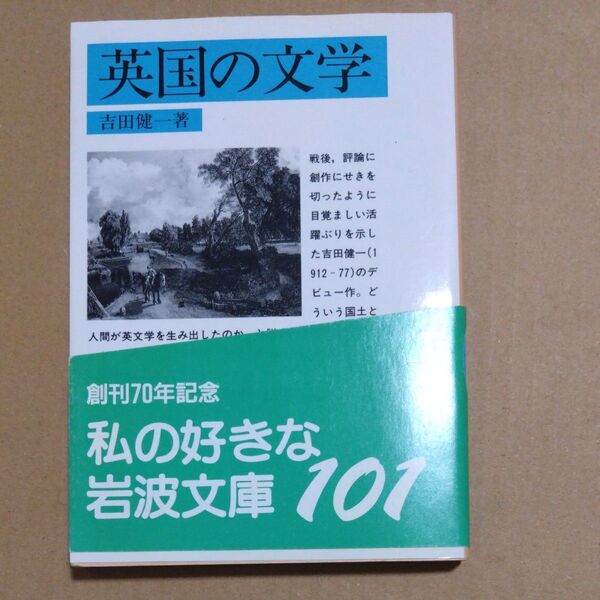 英国の文学
吉田健一著
戦後，評論に
創作にせきを
切ったように
目覚ましい活
躍ぶりを示し
た吉田健一(1
912‐77)のデ
ビュー作。ど
ういう国土と
人間が英文学を生み出したのか
創刊70年記念
私の好きな
岩波文庫101